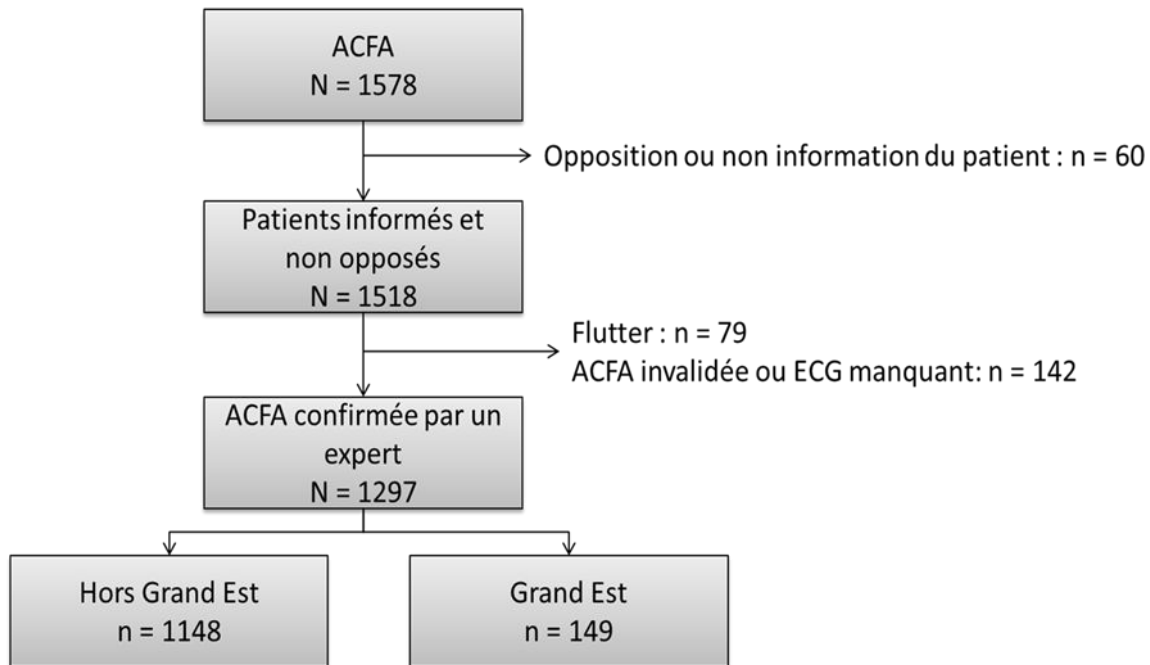 ACFA
N = 1578
Opposition ou non information du patient : n = 60
Patients informés et
non opposés
N = 1518
Flutter : n = 79
ACFA invalidée ou ECG manquant: n = 142
ACFA confirmée par un
expert
N = 1297
Hors Grand Est
n = 1148
Grand Est
n = 149